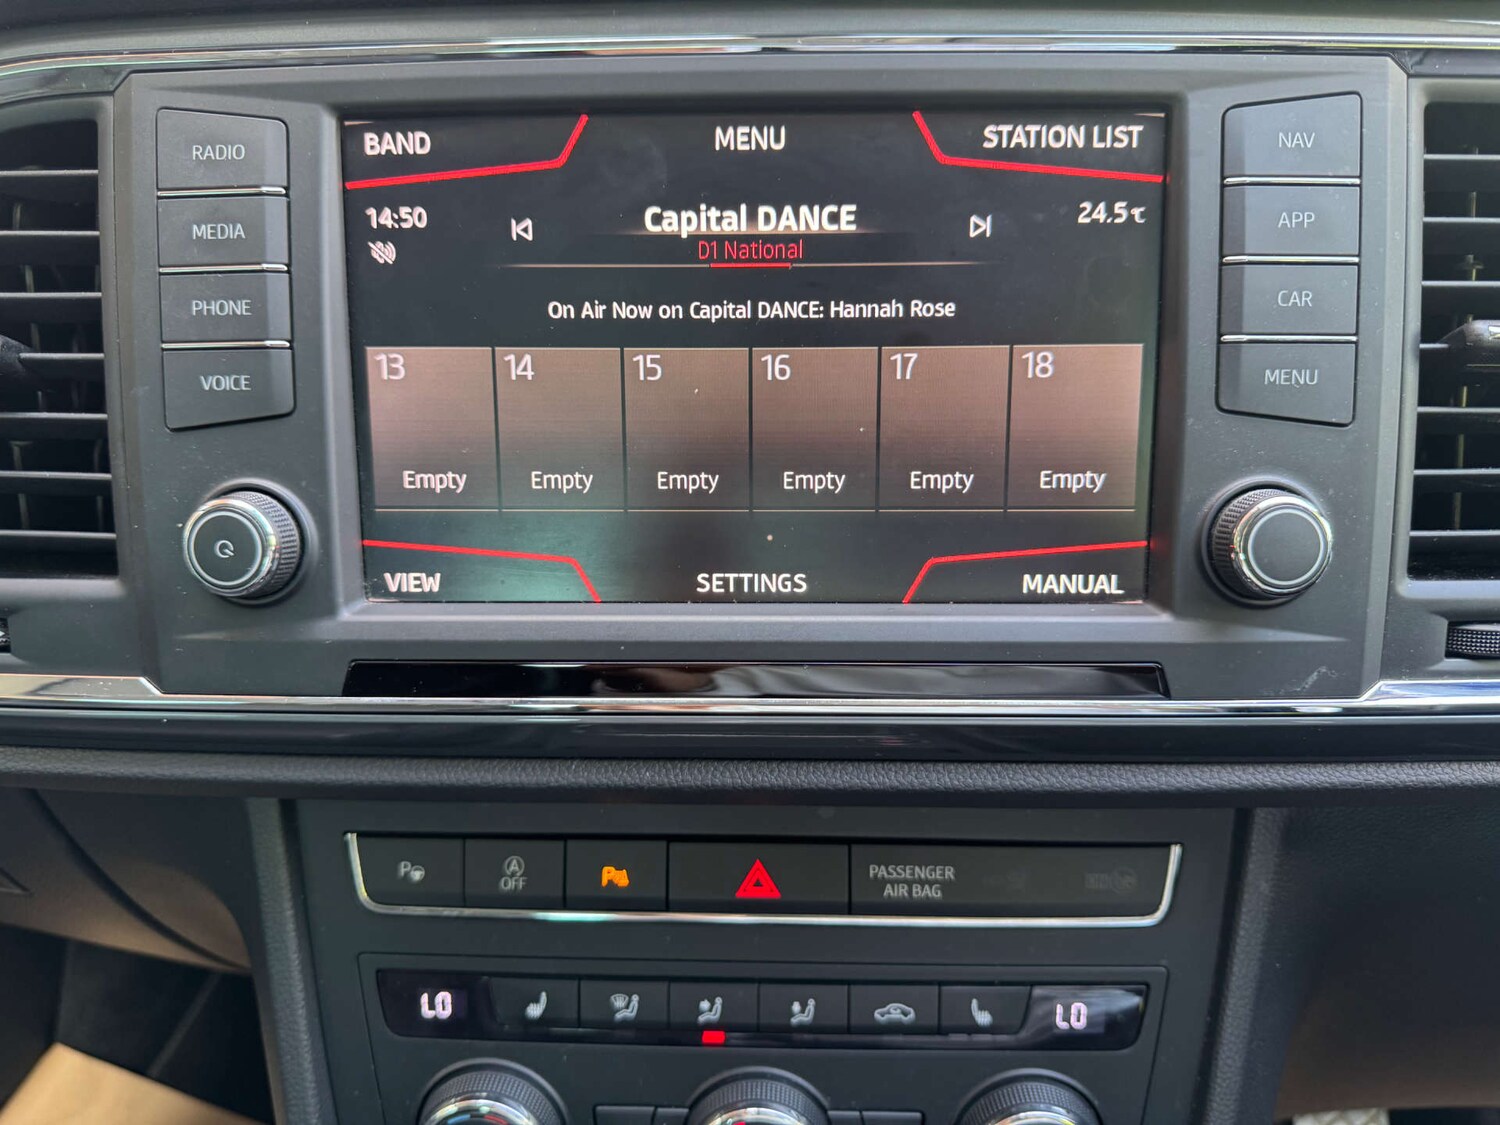 RADIO
MEDIA
PHONE
VOICE
BAND
MENU
STATION LIST
14:50
Capital DANCE
24.5℃
D1 National
On Air Now on Capital DANCE: Hannah Rose
13
14
15
16
17
18
Empty
Empty
Empty
Empty
Empty
Empty
VIEW
SETTINGS
MANUAL
NAV
APP
CAR
MENU
P
A
OFF
P
PASSENGER
AIR BAG
LO
LO